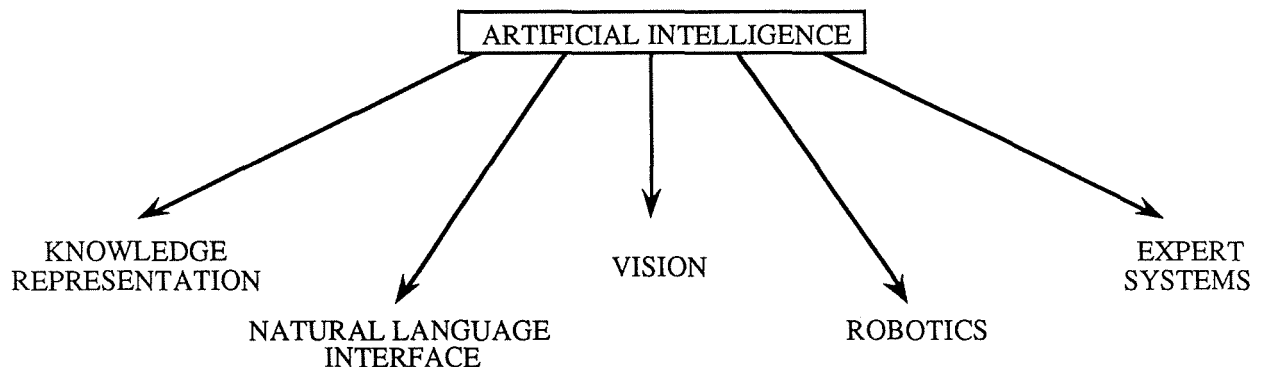 ARTIFICIAL INTELLIGENCE
KNOWLEDGE
REPRESENTATION
NATURAL LANGUAGE
INTERFACE
VISION
ROBOTICS
EXPERT
SYSTEMS